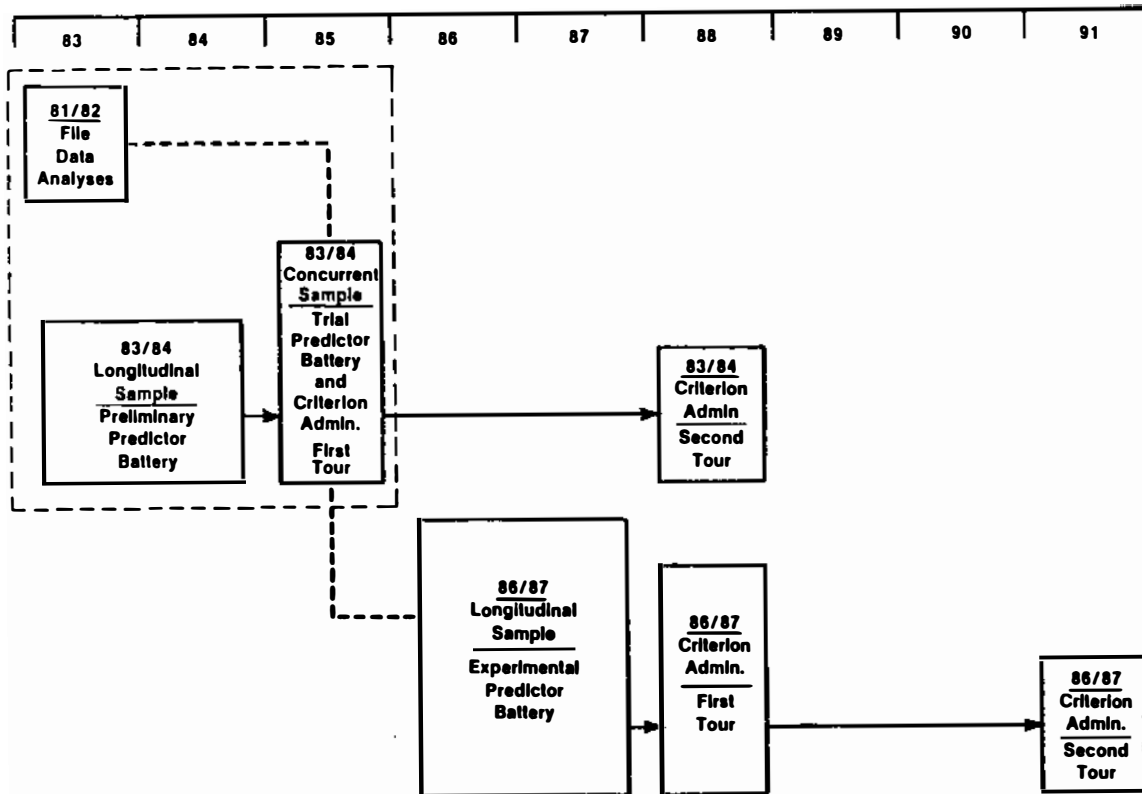 83 84 85 86 87 88 89 90 91
81/82
File
Data
Analyses
83/84
Longitudinal
Sample
Preliminary
Predictor
Battery
83/84
Concurrent
Sample
Trial
Predictor
Battery
and
Criterion
Admin.
First
Tour
83/84
Criterion
Admin
Second
Tour
86/87
Longitudinal
Sample
Experimental
Predictor
Battery
86/87
Criterion
Admin.
First
Tour
86/87
Criterion
Admin.
Second
Tour